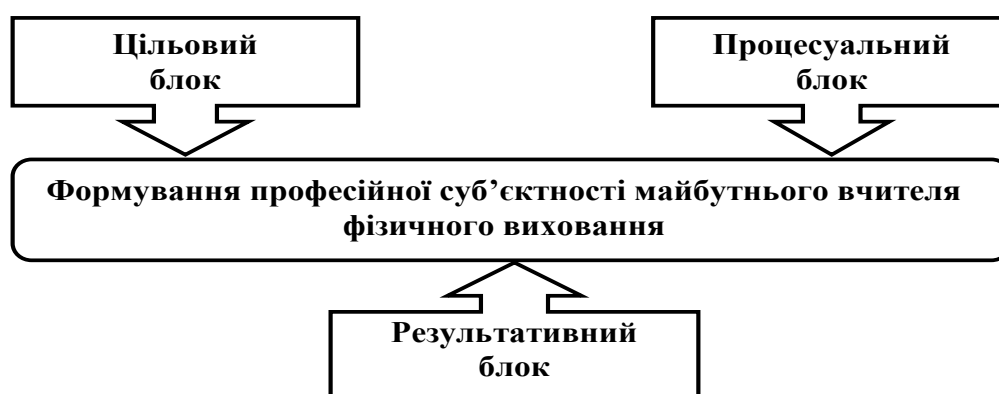 Цільовий
блок
Процесуальний
блок
Формування професійної суб’єктності майбутнього вчителя
фізичного виховання
Результативний
блок